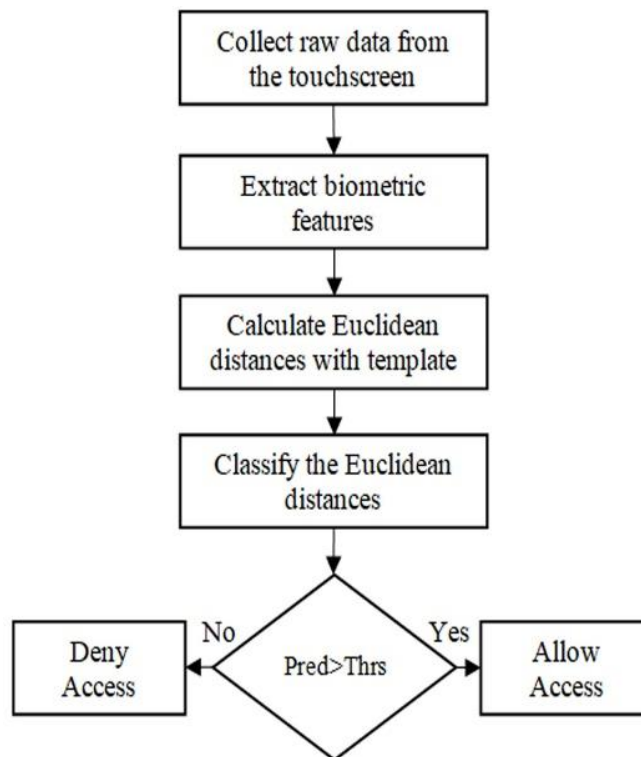 Collect raw data from
the touchscreen
Extract biometric
features
Calculate Euclidean
distances with template
Classify the Euclidean
distances
No
Yes
Deny
Access
Pred>Thrs
Allow
Access